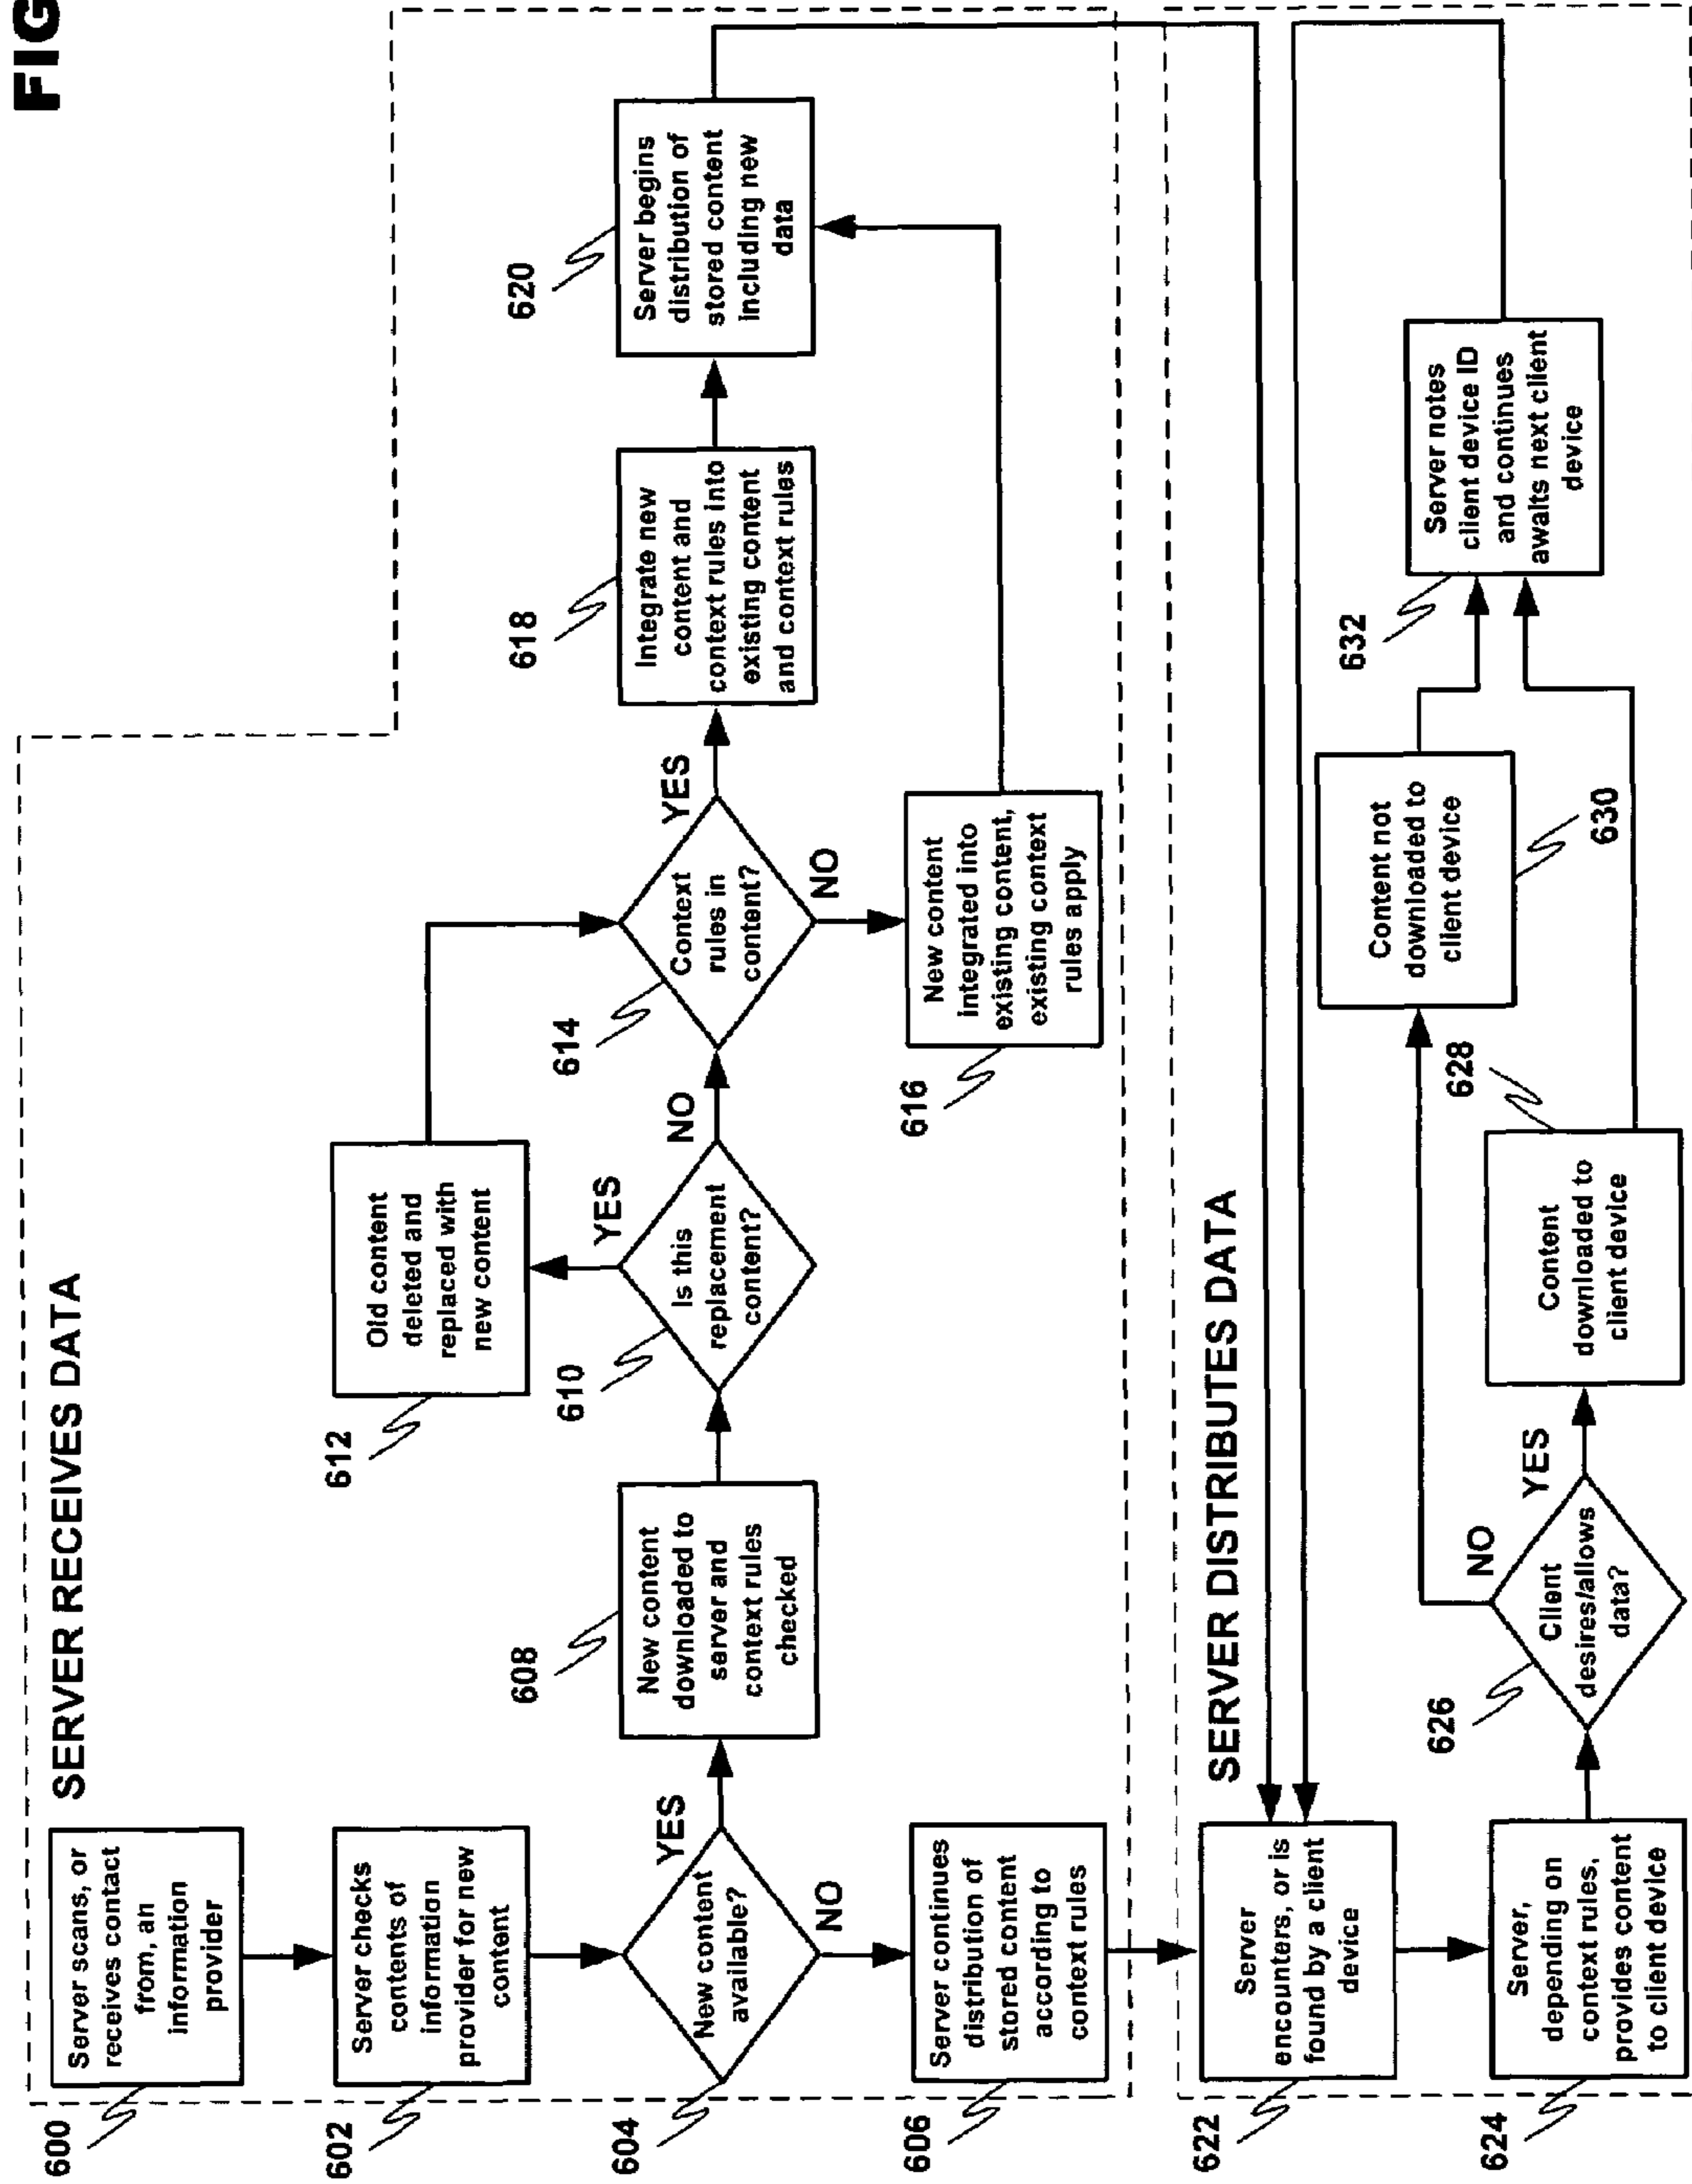 FIG
SERVER RECEIVES DATA
600
Server scans, or
receives contact
from, an
information
provider
602
Server checks
contents of
information
provider for new
content
604
New content
available?
YES
NO
606
Server continues
distribution of
stored content
according to
context rules
608
New content
downloaded to
server and
context rules
checked
610
Is this
replacement
content?
YES
NO
612
Old content
deleted and
replaced with
new content
614
Context
rules in
content?
YES
NO
616
New content
integrated into
existing content,
existing context
rules apply
618
Integrate new
content and
context rules into
existing content
and context rules
620
Server begins
distribution of
stored content
including new
data
SERVER DISTRIBUTES DATA
622
Server
encounters, or is
found by a client
device
624
Server,
depending on
context rules,
provides content
to client device
626
Client
desires/allows
data?
NO
YES
628
Content
downloaded to
client device
630
Content not
downloaded to
client device
632
Server notes
client device ID
and continues
awaits next client
device